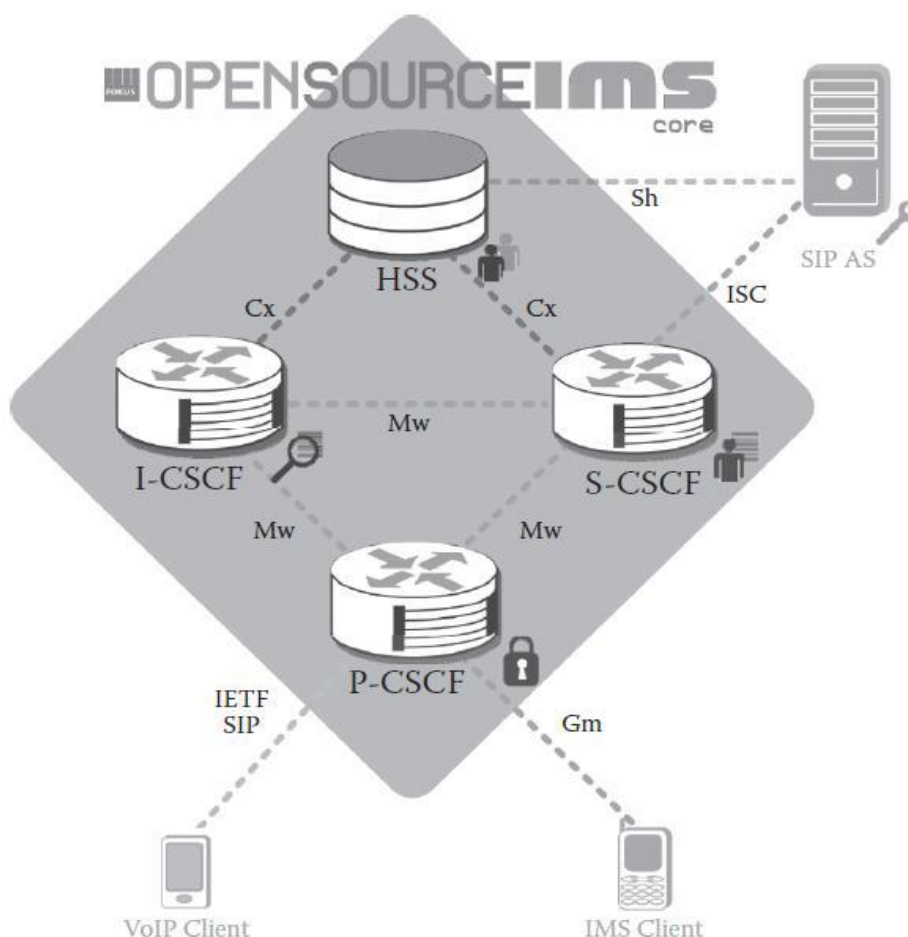 FOKUS
OPENSOURCEIMS
core
Sh
SIP AS
HSS
ISC
Cx
Cx
Mw
I-CSCF
S-CSCF
Mw
Mw
P-CSCF
IETF
SIP
Gm
VoIP Client
IMS Client